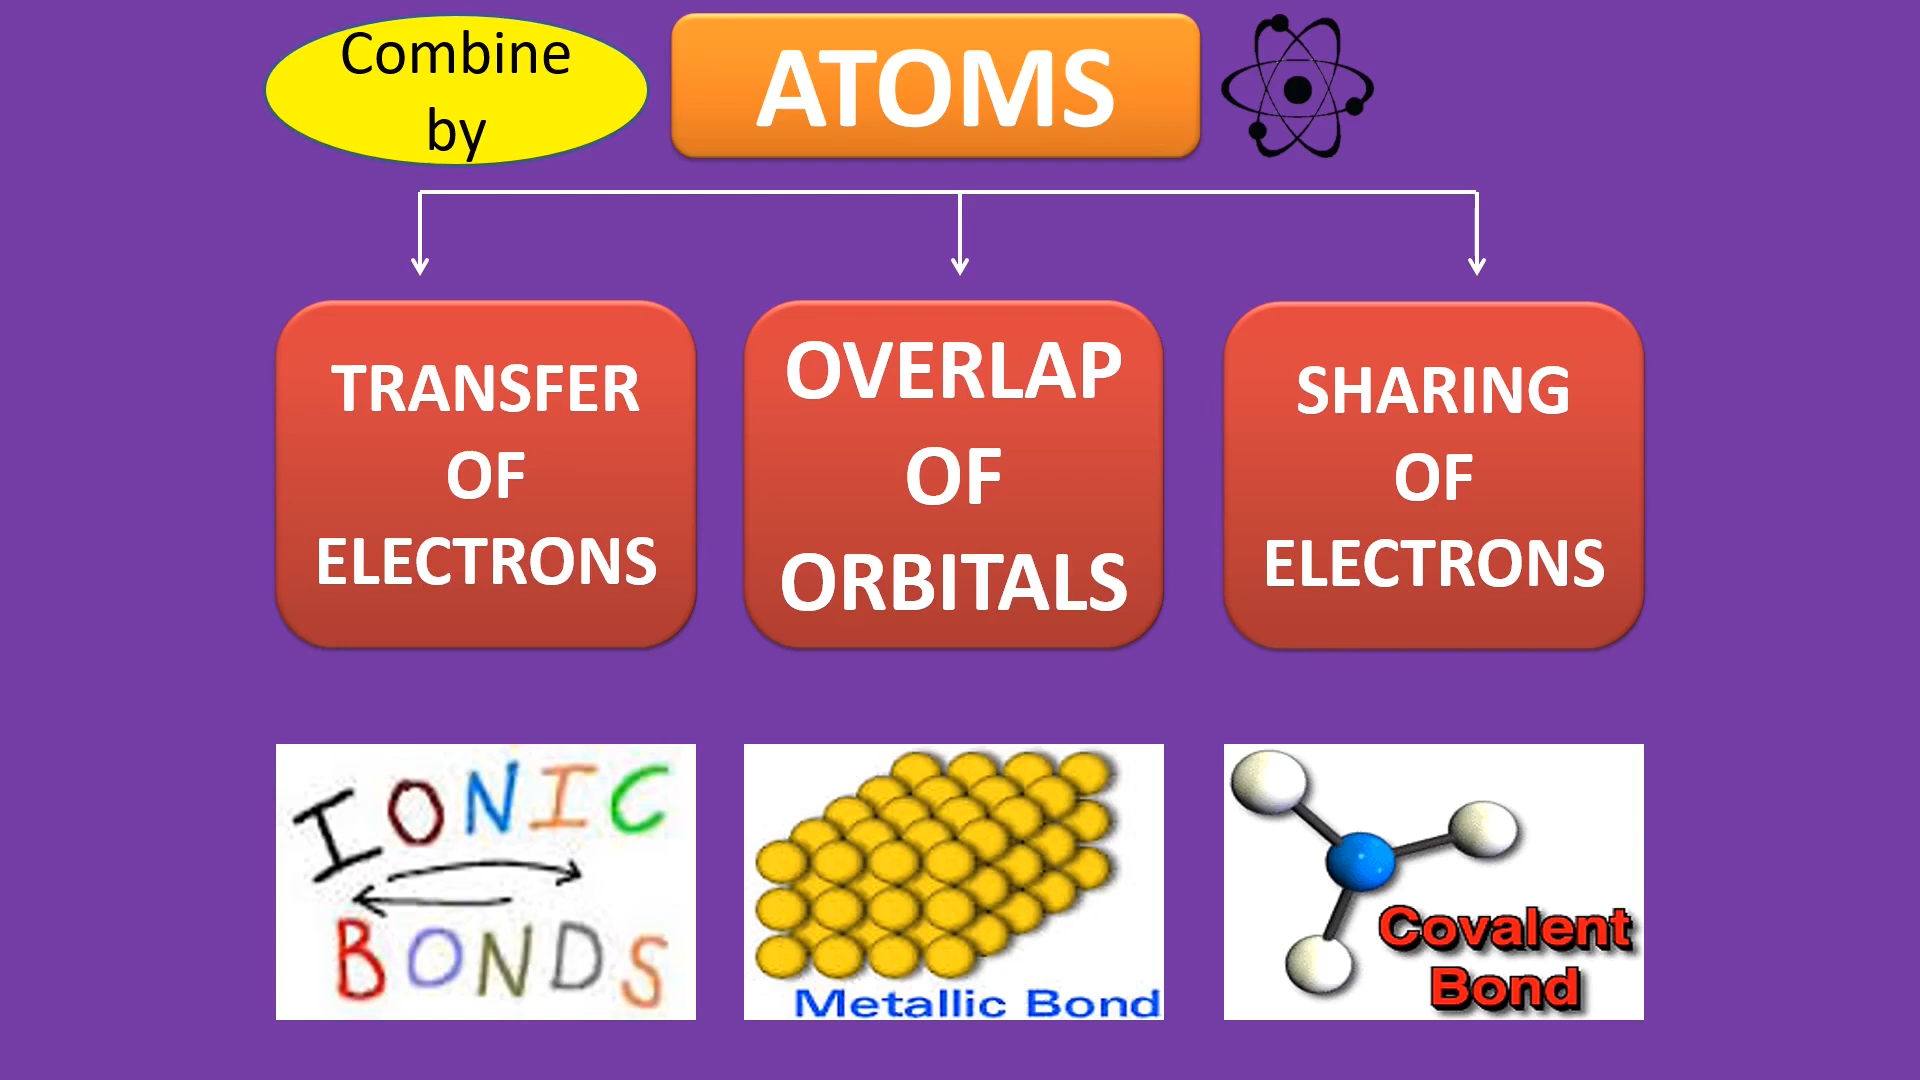 Combine
by
ATOMS
TRANSFER
OF
ELECTRONS
OVERLAP
OF
ORBITALS
SHARING
OF
ELECTRONS
IONIC
BONDS
Metallic Bond
Covalent
Bond